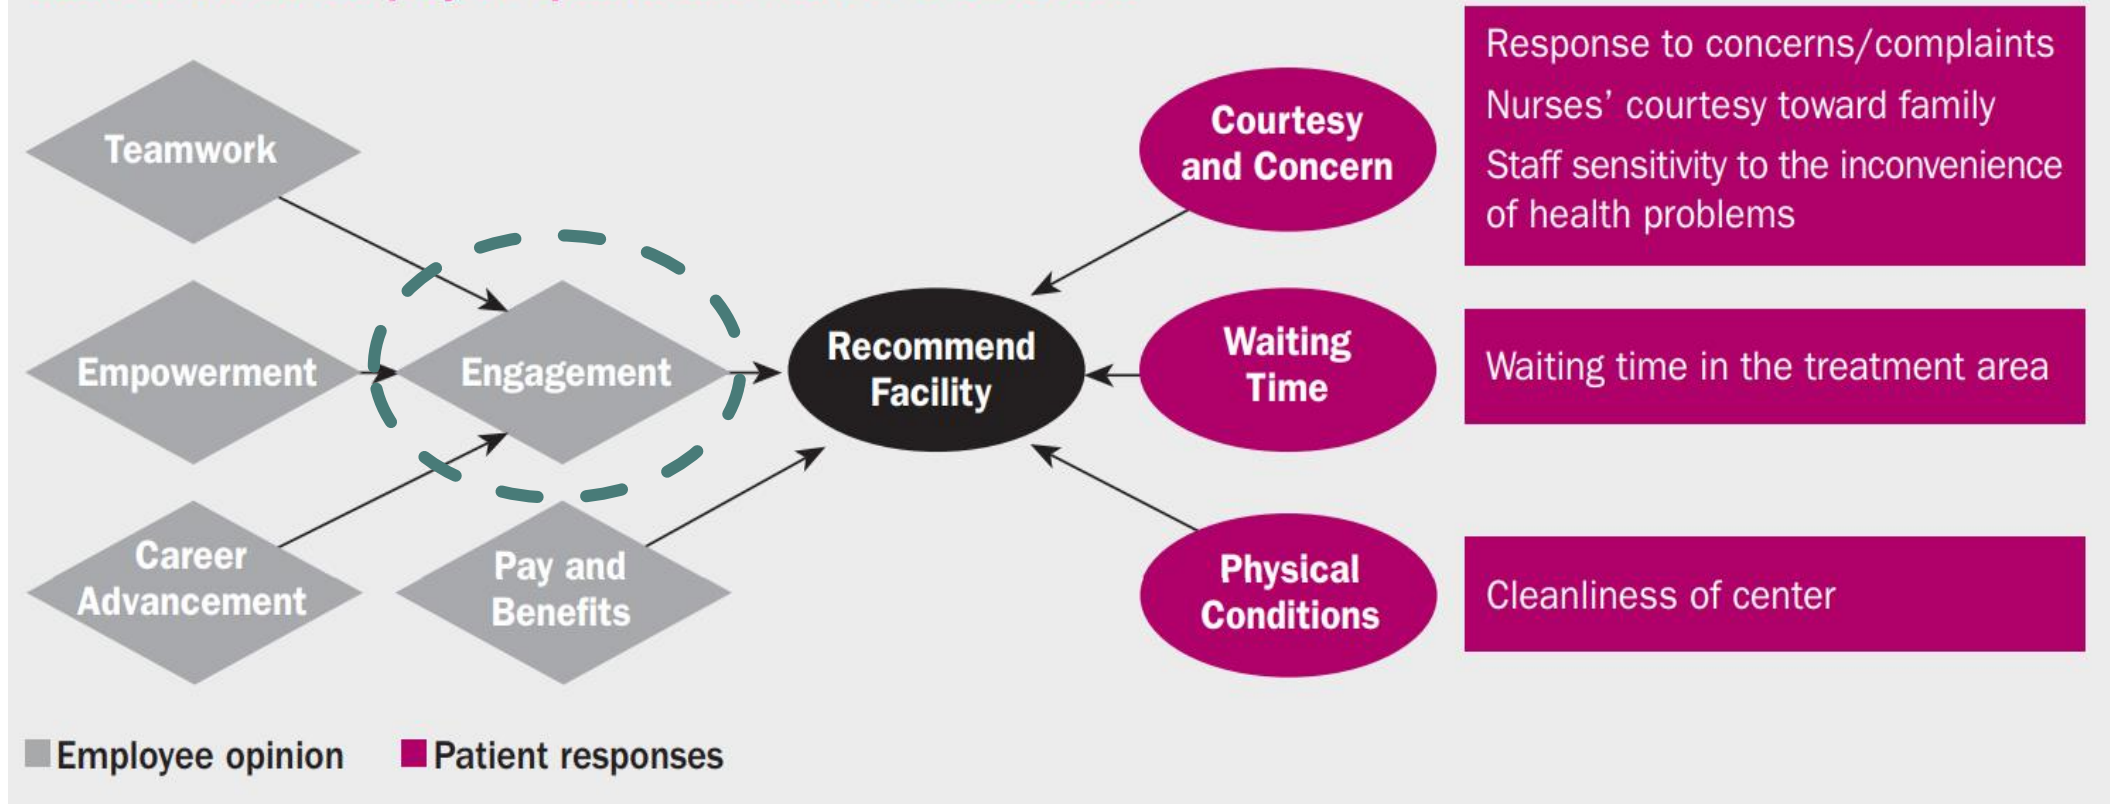 Teamwork
Empowerment
Career
Advancement
Engagement
Pay and
Benefits
Recommend
Facility
Courtesy
and Concern
Waiting
Time
Physical
Conditions
Response to concerns/complaints
Nurses’ courtesy toward family
Staff sensitivity to the inconvenience
of health problems
Waiting time in the treatment area
Cleanliness of center
Employee opinion
Patient responses